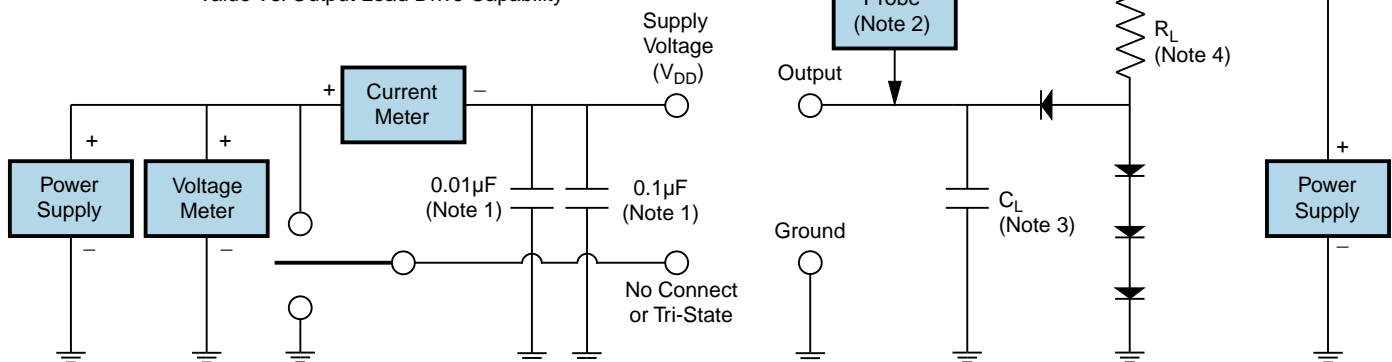 Probe
(Note 2)
Supply
Voltage
(VDD)
RL
(Note 4)
Output
+
Current
Meter
–
+
Power
Supply
–
+
Voltage
Meter
–
0.01µF
(Note 1)
0.1µF
(Note 1)
CL
(Note 3)
+
Power
Supply
–
Ground
No Connect
or Tri-State